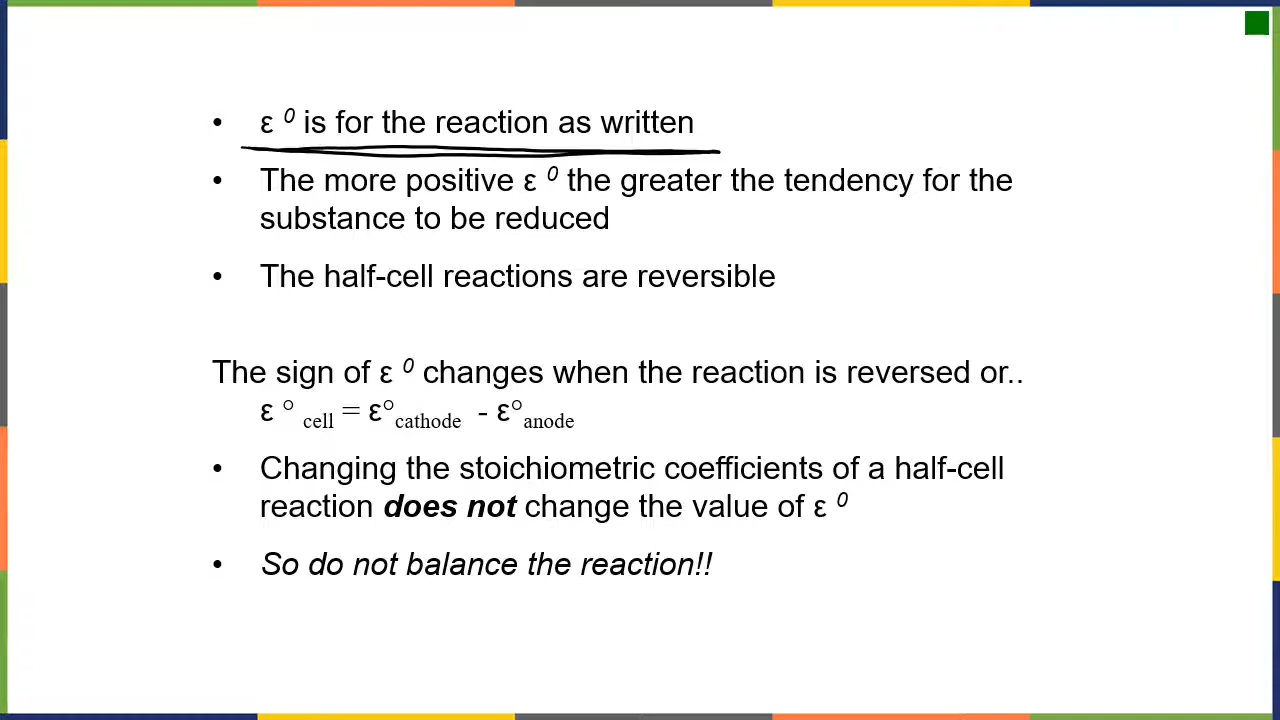 • ε ⁰ is for the reaction as written
• The more positive ε ⁰ the greater the tendency for the
substance to be reduced
• The half-cell reactions are reversible
The sign of ε ⁰ changes when the reaction is reversed or..
ε ° cell = ε°cathode - ε°anode
• Changing the stoichiometric coefficients of a half-cell
reaction does not change the value of ε ⁰
• So do not balance the reaction!!